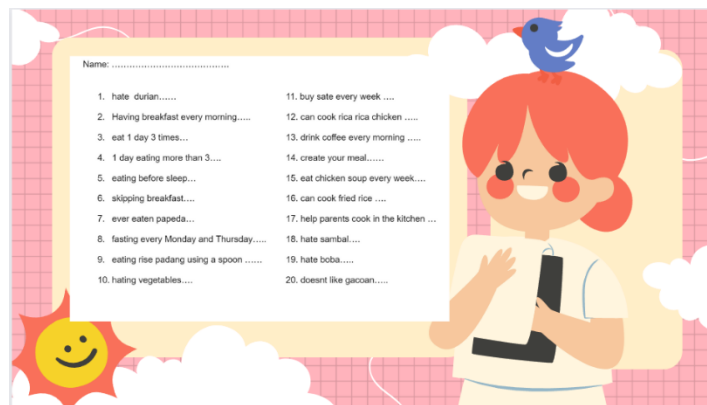 Name: ……………………………………
1. hate  durian……
2. Having breakfast every morning…..
3. eat 1 day 3 times…
4. 1 day eating more than 3….
5. eating before sleep…
6. skipping breakfast….
7. ever eaten papeda…
8. fasting every Monday and Thursday…..
9. eating rise padang using a spoon ……
10. hating vegetables….
11. buy sate every week ….
12. can cook rica rica chicken …..
13. drink coffee every morning …..
14. create your meal……
15. eat chicken soup every week….
16. can cook fried rice ….
17. help parents cook in the kitchen …
18. hate sambal….
19. hate boba…..
20. doesnt like gacoan…..